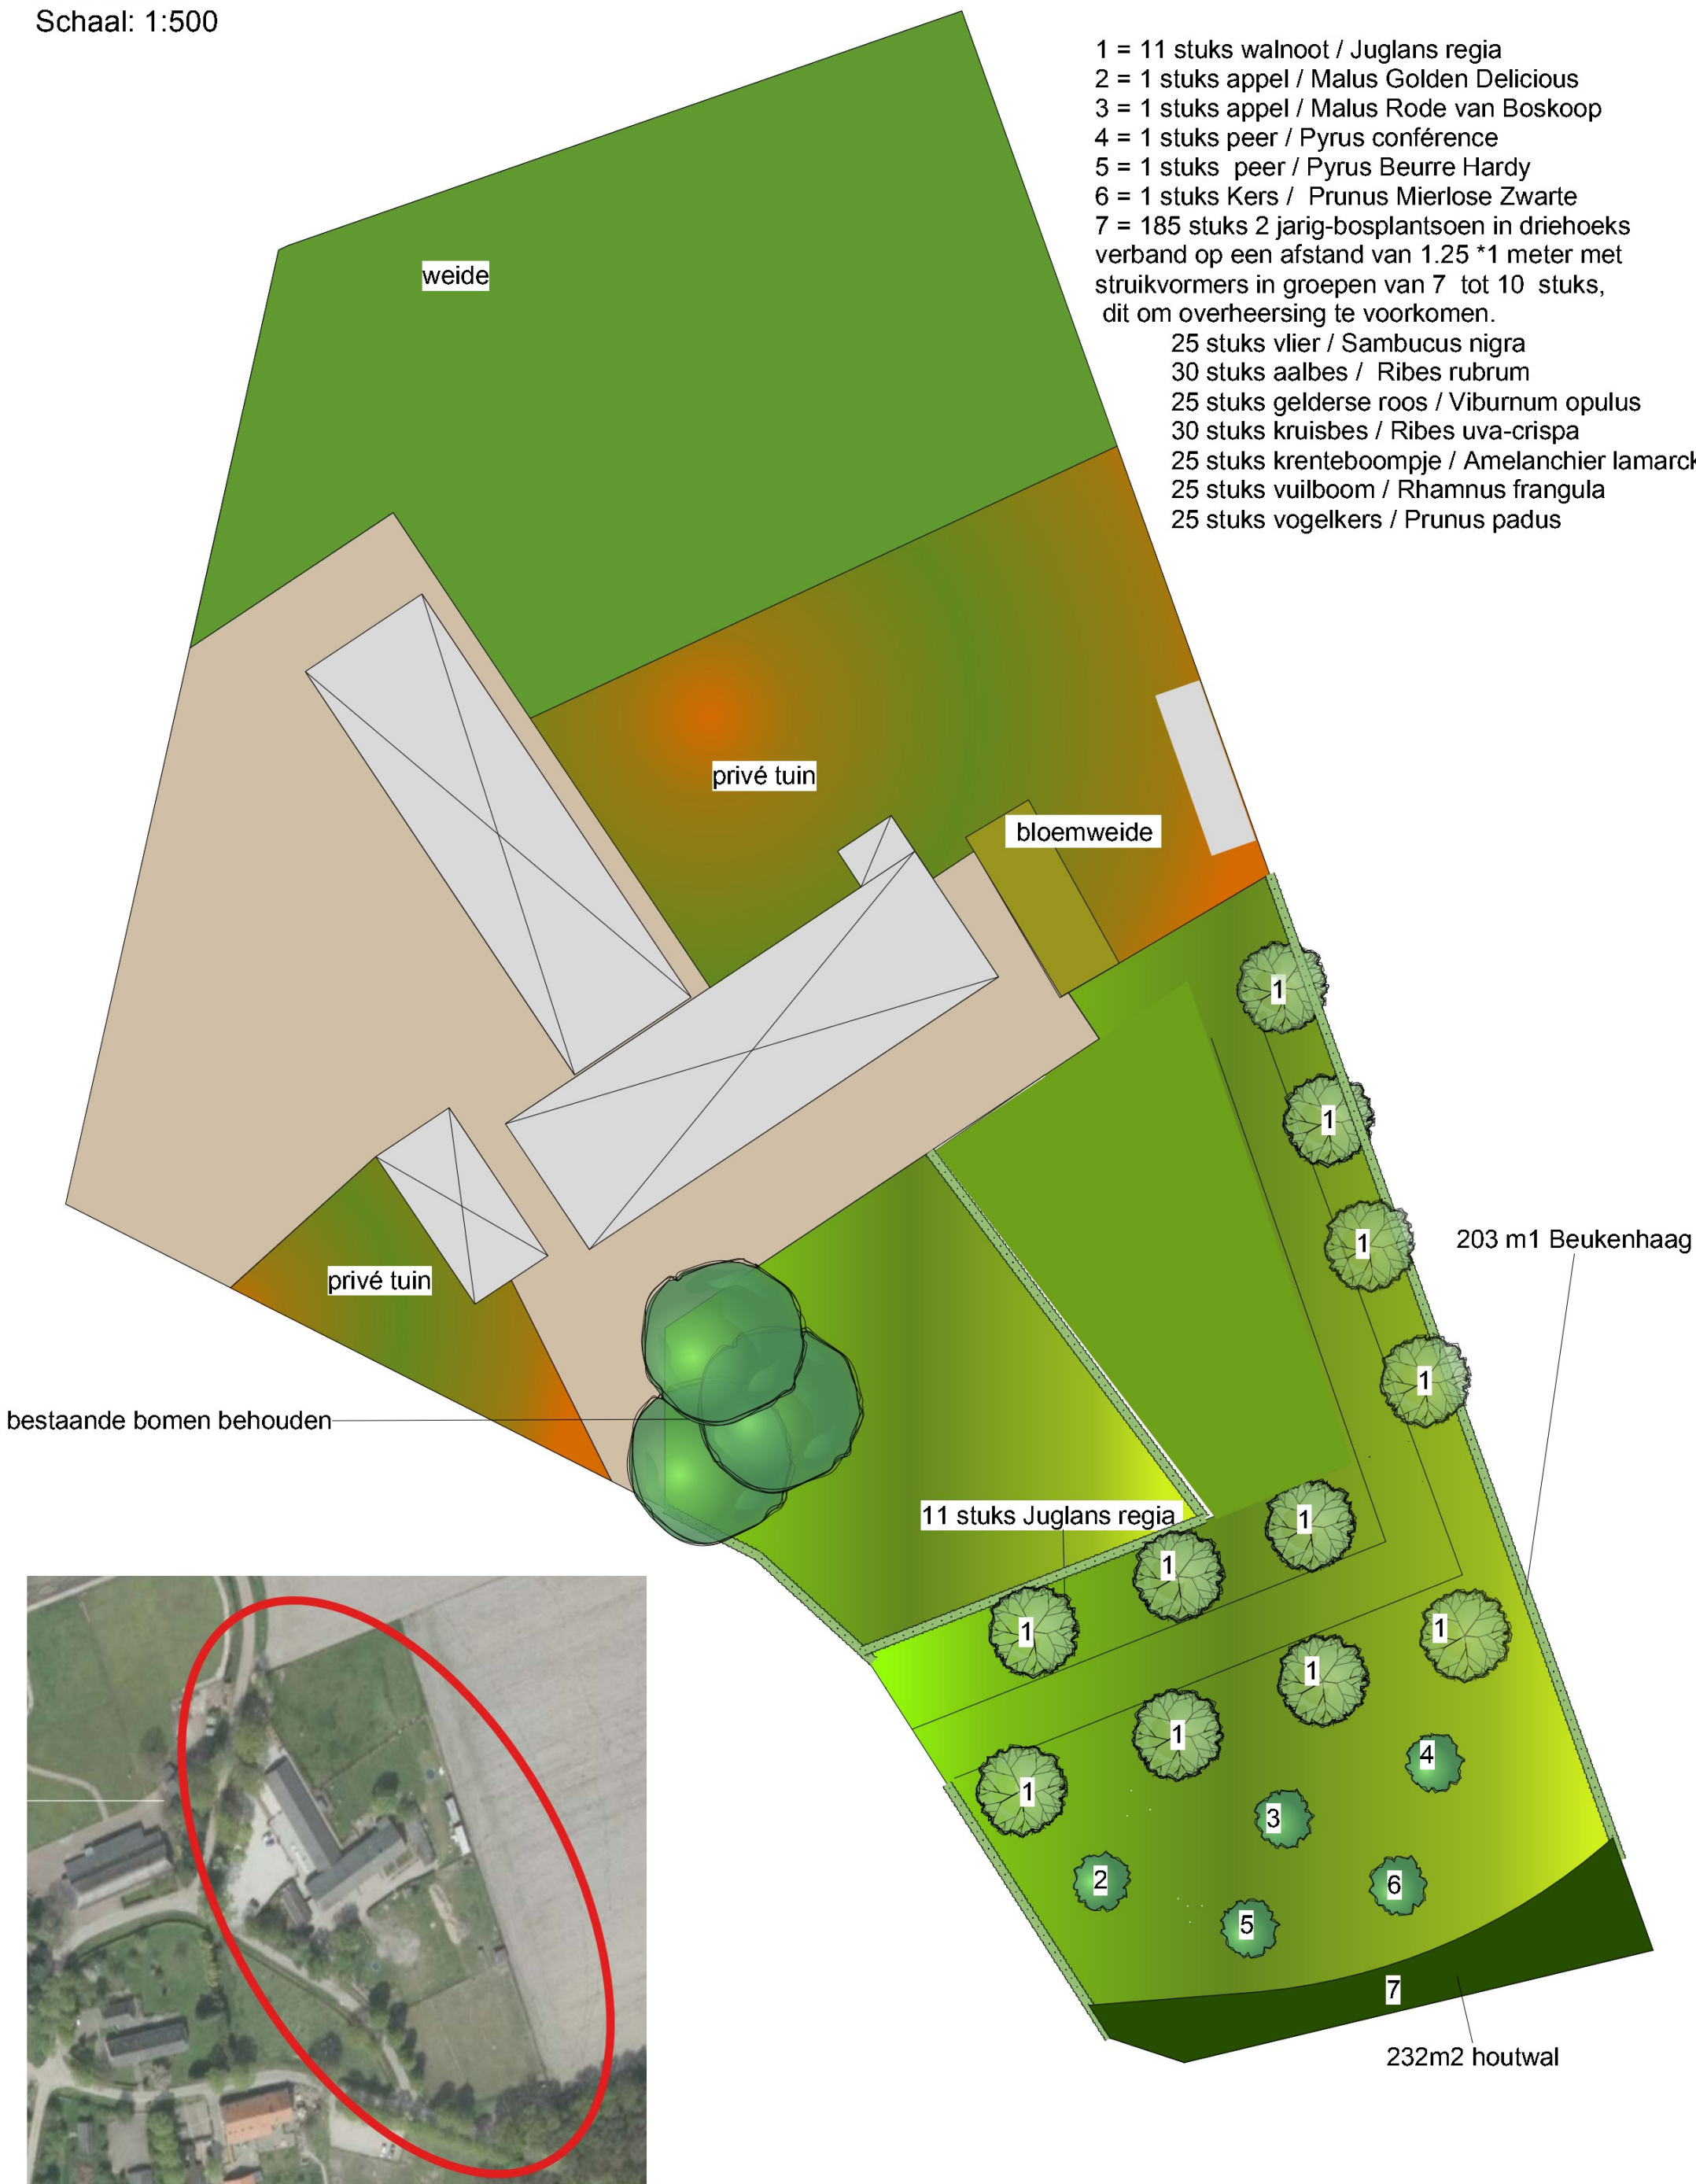 Schaal: 1:500
1 = 11 stuks walnoot / Juglans regia
2 = 1 stuks appel / Malus Golden Delicious
3 = 1 stuks appel / Malus Rode van Boskoop
4 = 1 stuks peer / Pyrus conférence
5 = 1 stuks peer / Pyrus Beurre Hardy
6 = 1 stuks Kers / Prunus Mierlose Zwarte
7 = 185 stuks 2 jarig-bosplantsoen in driehoeks
verband op een afstand van 1.25 *1 meter met
struikvormers in groepen van 7 tot 10 stuks,
dit om overheersing te voorkomen.
25 stuks vlier / Sambucus nigra
30 stuks aalbes / Ribes rubrum
25 stuks gelderse roos / Viburnum opulus
30 stuks kruisbes / Ribes uva-crispa
25 stuks krenteboompje / Amelanchier lamarck
25 stuks vuilboom / Rhamnus frangula
25 stuks vogelkers / Prunus padus
weide
privé tuin
bloemweide
1
1
1
203 m1 Beukenhaag
privé tuin
1
bestaande bomen behouden
11 stuks Juglans regia
1
1
1
1
1
1
1
4
3
2
6
5
7
232m2 houtwal